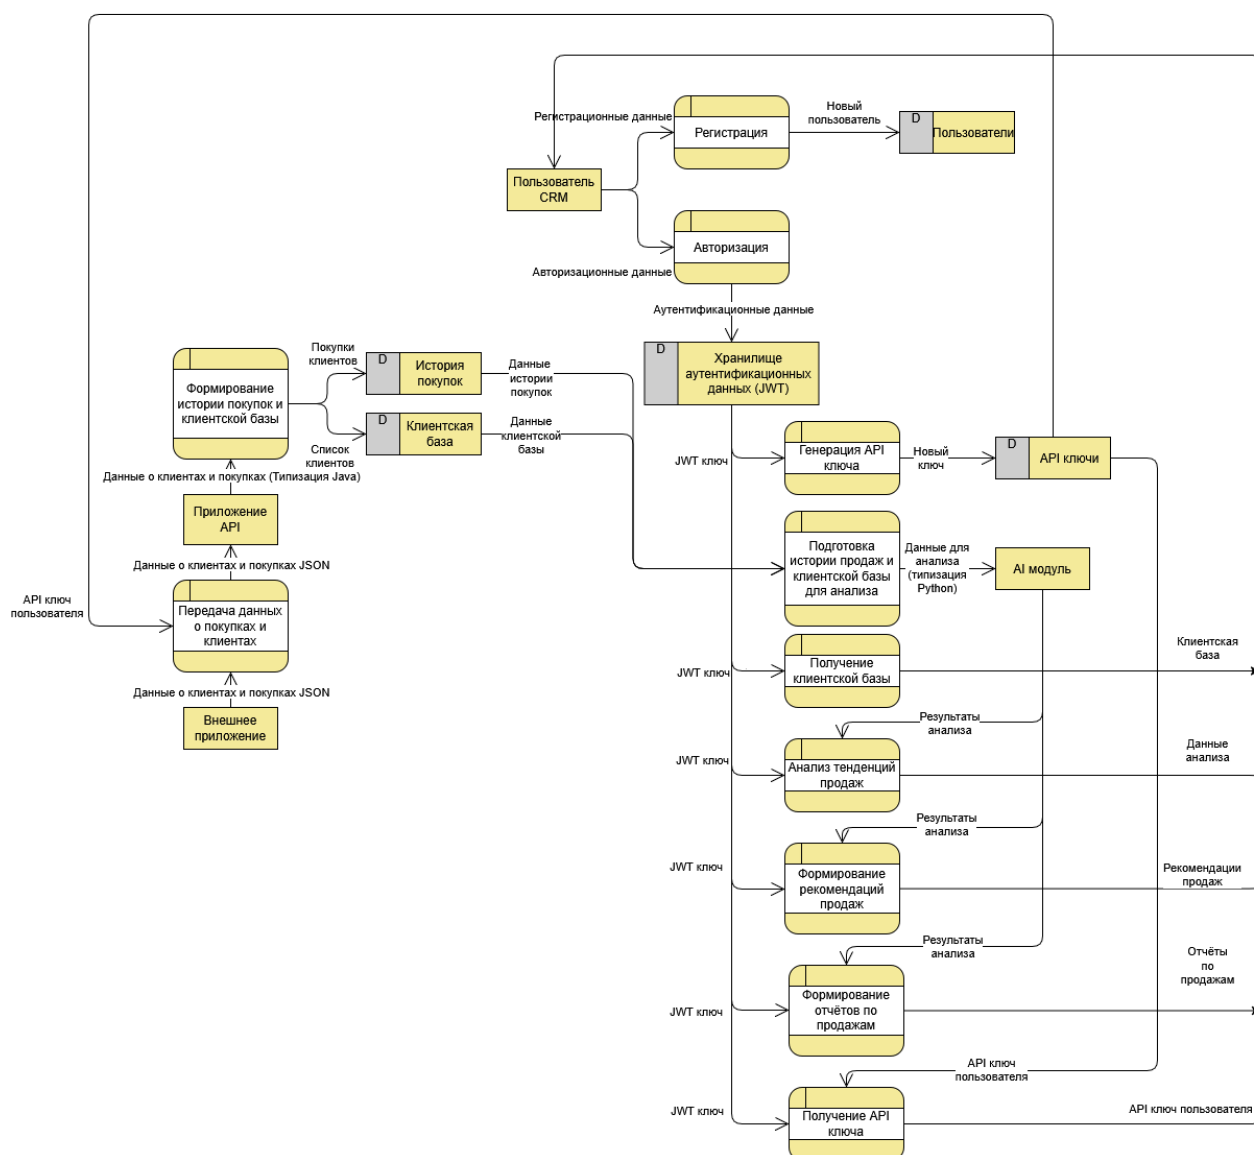 Регистрационные данные
Регистрация
Новый
пользователь
D
Пользователи
Пользователь
CRM
Авторизация
Авторизационные данные
Аутентификационные данные
D
Хранилище
аутентификационных
данных (JWT)
Покупки
клиентов
D
История
покупок
Данные
истории
покупок
Формирование
истории покупок и
клиентской базы
D
Клиентская
база
Данные
клиентской
базы
Список
клиентов
JWT ключ
Генерация API
ключа
Новый
ключ
D
API ключи
Данные о клиентах и покупках (Типизация Java)
Приложение
API
Данные о клиентах и покупках JSON
Подготовка
истории продаж и
клиентской базы
для анализа
Данные для
анализа
(типизация
Python)
AI модуль
API ключ
пользователя
Передача данных
о покупках и
клиентах
Данные о клиентах и покупках JSON
Внешнее
приложение
JWT ключ
Получение
клиентской базы
Клиентская
база
Результаты
анализа
JWT ключ
Анализ тенденций
продаж
Данные
анализа
Результаты
анализа
JWT ключ
Формирование
рекомендаций
продаж
Рекомендации
продаж
Результаты
анализа
JWT ключ
Формирование
отчётов по
продажам
Отчёты
по
продажам
API ключ
пользователя
JWT ключ
Получение API
ключа
API ключ пользователя